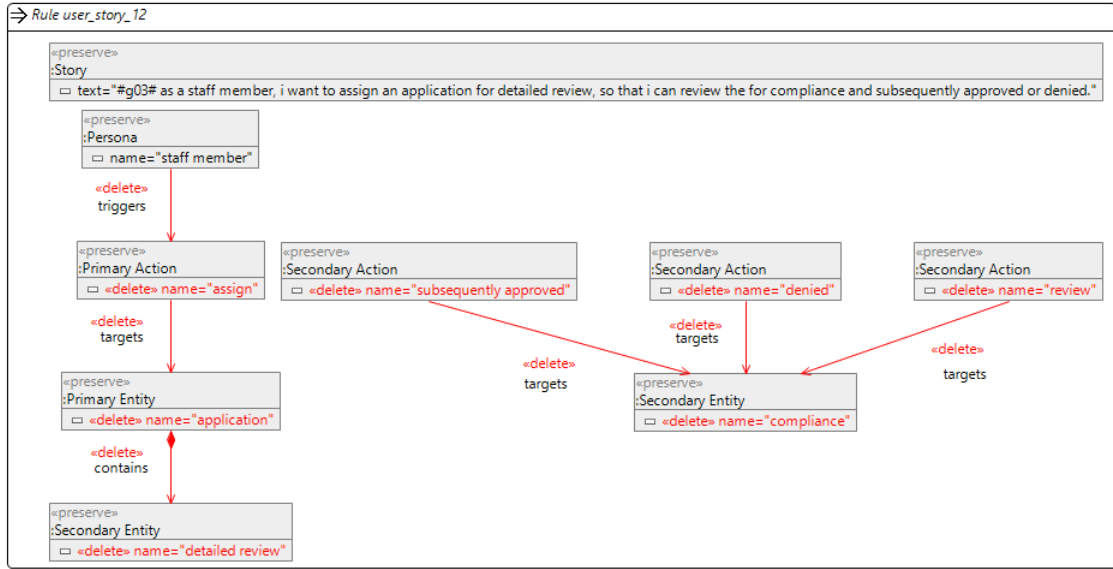 Rule user_story_12
«preserve»
:Story
text="#g03# as a staff member, i want to assign an application for detailed review, so that i can review the for compliance and subsequently approved or denied."
«preserve»
:Persona
name="staff member"
«delete»
triggers
«preserve»
:Primary Action
«delete» name="assign"
«preserve»
:Secondary Action
«delete» name="subsequently approved"
«preserve»
:Secondary Action
«delete» name="denied"
«preserve»
:Secondary Action
«delete» name="review"
«delete»
targets
«delete»
targets
«delete»
targets
«delete»
targets
«preserve»
:Primary Entity
«delete» name="application"
«preserve»
:Secondary Entity
«delete» name="compliance"
«delete»
contains
«preserve»
:Secondary Entity
«delete» name="detailed review"